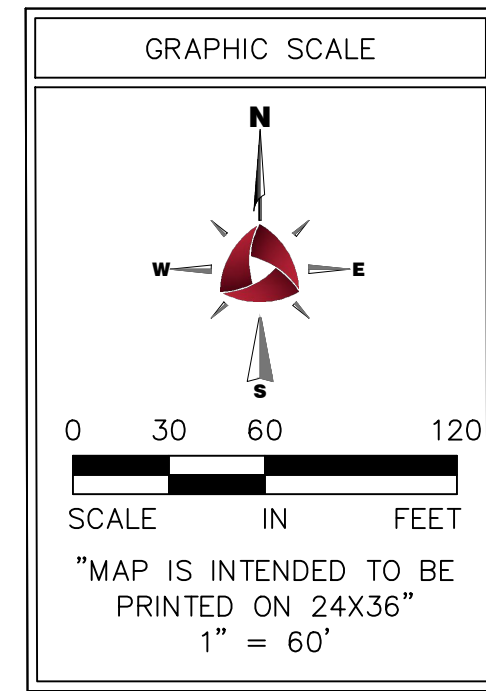 GRAPHIC SCALE
N
W E
S
0 30 60 120
SCALE IN FEET
"MAP IS INTENDED TO BE
PRINTED ON 24X36"
1" = 60'